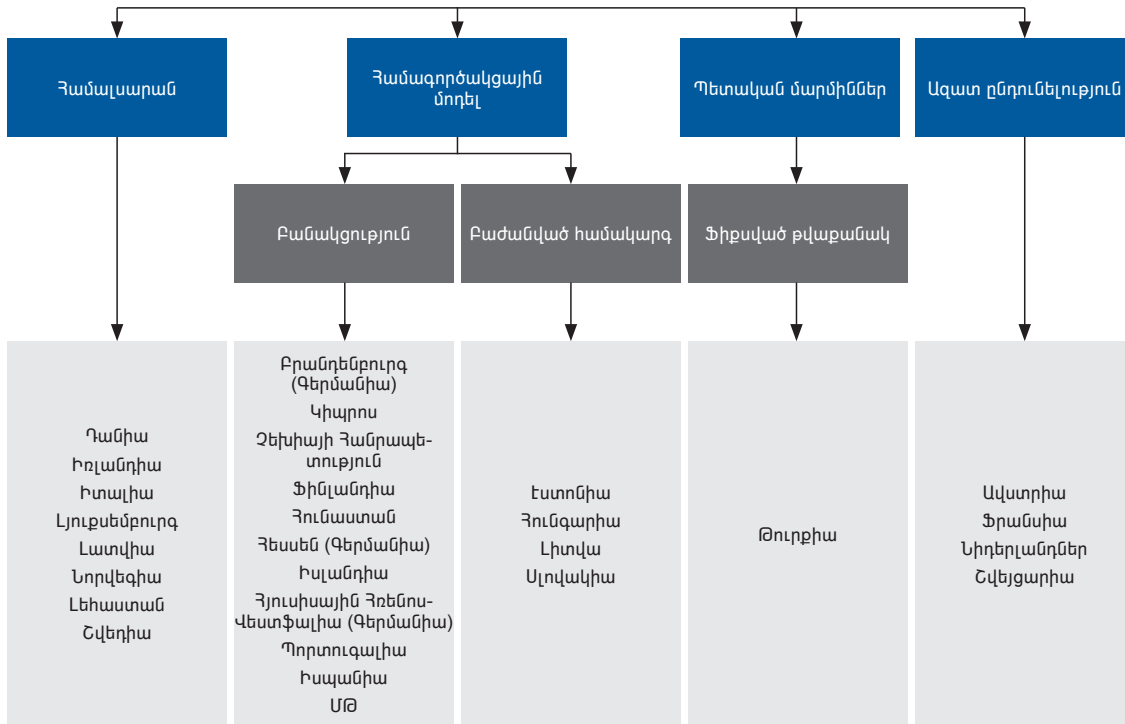 Համալսարան
Համագործակցային
մոդել
Պետական մարմիններ
Ազատ ընդունելություն
Բանակցություն
Բաժանված համակարգ
Ֆիքսված թվաքանակ
Դանիա
Իռլանդիա
Իտալիա
Լյուքսեմբուրգ
Լատվիա
Նորվեգիա
Լեհաստան
Շվեդիա
Բրանդենբուրգ
(Գերմանիա)
Կիպրոս
Չեխիայի Հանրապե-
տություն
Ֆինլանդիա
Հունաստան
Հեսսեն (Գերմանիա)
Իսլանդիա
Հյուսիսային Հռենոս-
Վեստֆալիա (Գերմանիա)
Պորտուգալիա
Իսպանիա
ՄԹ
Էստոնիա
Հունգարիա
Լիտվա
Սլովակիա
Թուրքիա
Ավստրիա
Ֆրանսիա
Նիդերլանդներ
Շվեյցարիա